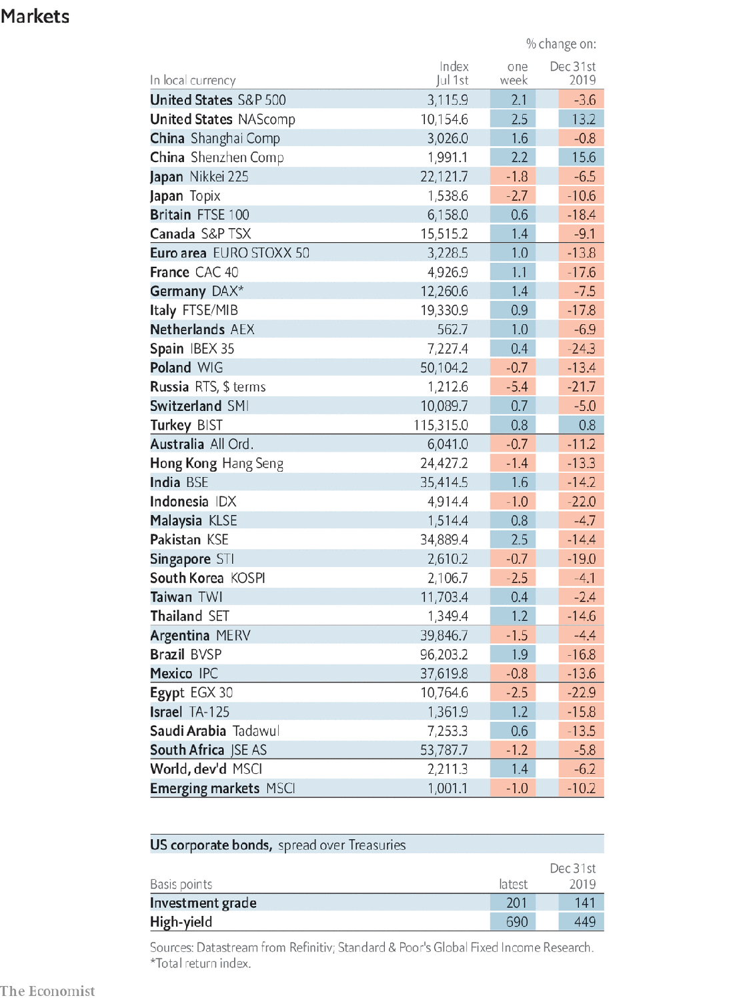 Markets
% change on:
Index one Dec 31st
In local currency Jul 1st week 2019
United States S&P 500 3,115.9 2.1 -3.6
United States NAScomp 10,154.6 2.5 13.2
China Shanghai Comp 3,026.0 1.6 -0.8
China Shenzhen Comp 1,991.1 2.2 15.6
Japan Nikkei 225 22,121.7 -1.8 -6.5
Japan Topix 1,538.6 -2.7 -10.6
Britain FTSE 100 6,158.0 0.6 -18.4
Canada S&P TSX 15,515.2 1.4 -9.1
Euro area EURO STOXX 50 3,228.5 1.0 -13.8
France CAC 40 4,926.9 1.1 -17.6
Germany DAX* 12,260.6 1.4 -7.5
Italy FTSE/MIB 19,330.9 0.9 -17.8
Netherlands AEX 562.7 1.0 -6.9
Spain IBEX 35 7,227.4 0.4 -24.3
Poland WIG 50,104.2 -0.7 -13.4
Russia RTS, $ terms 1,212.6 -5.4 -21.7
Switzerland SMI 10,089.7 0.7 -5.0
Turkey BIST 115,315.0 0.8 0.8
Australia All Ord. 6,041.0 -0.7 -11.2
Hong Kong Hang Seng 24,427.2 -1.4 -13.3
India BSE 35,414.5 1.6 -14.2
Indonesia IDX 4,914.4 -1.0 -22.0
Malaysia KLSE 1,514.4 0.8 -4.7
Pakistan KSE 34,889.4 2.5 -14.4
Singapore STI 2,610.2 -0.7 -19.0
South Korea KOSPI 2,106.7 -2.5 -4.1
Taiwan TWI 11,703.4 0.4 -2.4
Thailand SET 1,349.4 1.2 -14.6
Argentina MERV 39,846.7 -1.5 -4.4
Brazil BVSP 96,203.2 1.9 -16.8
Mexico IPC 37,619.8 -0.8 -13.6
Egypt EGX 30 10,764.6 -2.5 -22.9
Israel TA-125 1,361.9 1.2 -15.8
Saudi Arabia Tadawul 7,253.3 0.6 -13.5
South Africa JSE AS 53,787.7 -1.2 -5.8
World, dev'd MSCI 2,211.3 1.4 -6.2
Emerging markets MSCI 1,001.1 -1.0 -10.2
US corporate bonds, spread over Treasuries
Dec 31st
Basis points latest 2019
Investment grade 201 141
High-yield 690 449
Sources: Datastream from Refinitiv; Standard & Poor's Global Fixed Income Research.
*Total return index.
The Economist